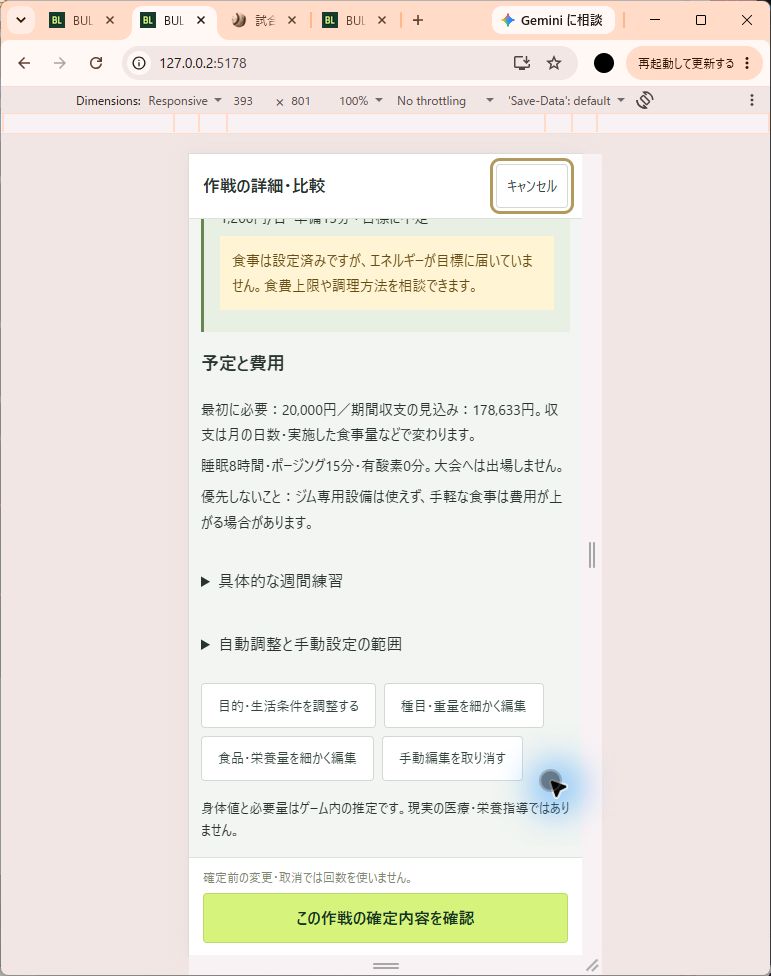 BL BUL
BL BUL
試合
BL BUL
Gemini に相談
127.0.0.2:5178
再起動して更新する
Dimensions: Responsive 393 × 801 100% No throttling 'Save-Data': default
作戦の詳細・比較
キャンセル
1,200円/日・準備15分・目標に不足
食事は設定済みですが、エネルギーが目標に届いていま
せん。食費上限や調理方法を相談できます。
予定と費用
最初に必要：20,000円／期間収支の見込み：178,633円。収
支は月の日数・実施した食事量などで変わります。
睡眠8時間・ポージング15分・有酸素0分。大会へは出場しません。
優先しないこと：ジム専用設備は使えず、手軽な食事は費用が上
がる場合があります。
具体的な週間練習
自動調整と手動設定の範囲
目的・生活条件を調整する
種目・重量を細かく編集
食品・栄養量を細かく編集
手動編集を取り消す
身体値と必要量はゲーム内の推定です。現実の医療・栄養指導ではあり
ません。
確定前の変更・取消では回数を使いません。
この作戦の確定内容を確認